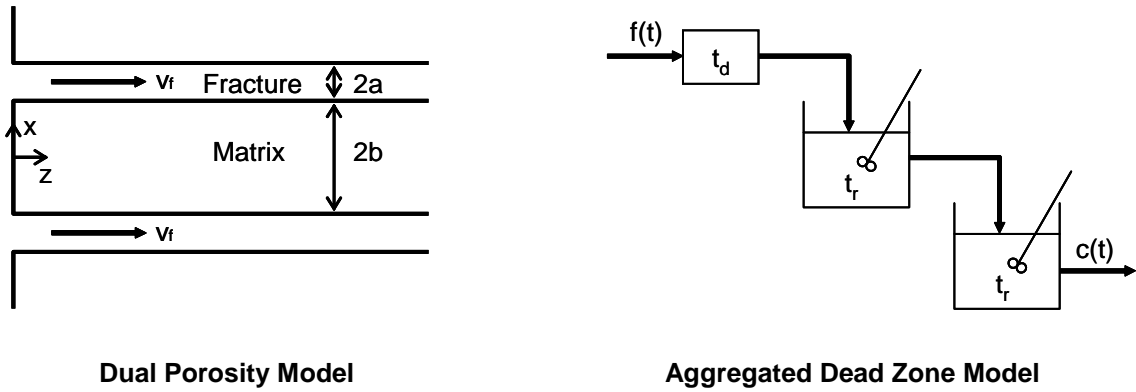 v_f Fracture 2a
x
Matrix 2b
z
v_f
Dual Porosity Model
f(t)
t_d
t_r
t_r
c(t)
Aggregated Dead Zone Model